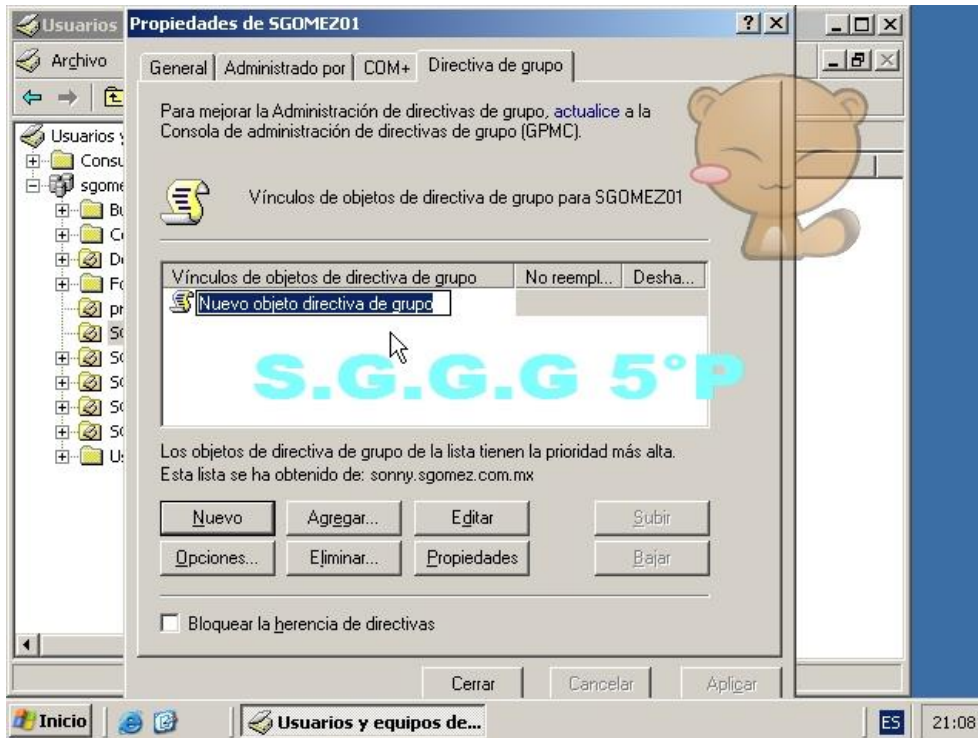 Usuarios
Propiedades de SGOMEZ01
Archivo
General
Administrado por
COM+
Directiva de grupo
Para mejorar la Administración de directivas de grupo, actualice a la
Consola de administración de directivas de grupo (GPMC).
Usuarios y
Consu
sgome
Vínculos de objetos de directiva de grupo para SGOMEZ01
Vínculos de objetos de directiva de grupo
No reempl...
Desha...
Nuevo objeto directiva de grupo
S.G.G.G 5°P
Los objetos de directiva de grupo de la lista tienen la prioridad más alta.
Esta lista se ha obtenido de: sonny.sgomez.com.mx
Nuevo
Agregar...
Editar
Subir
Opciones...
Eliminar...
Propiedades
Bajar
Bloquear la herencia de directivas
Cerrar
Cancelar
Aplicar
Inicio
Usuarios y equipos de...
ES
21:08